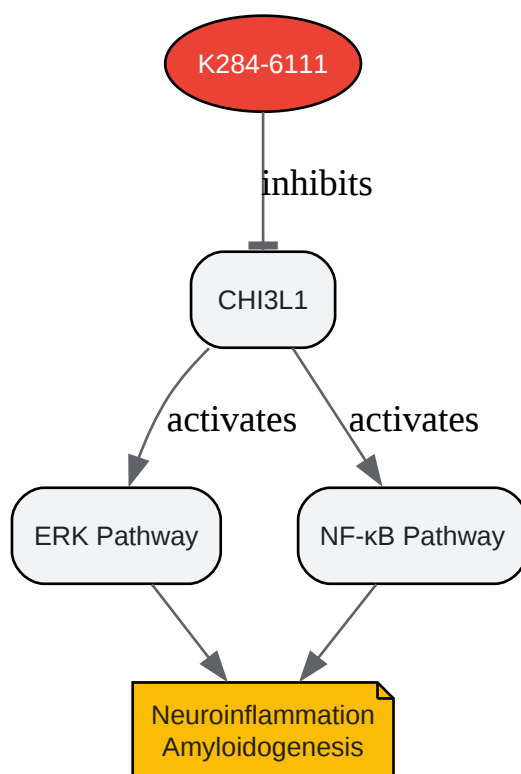 K284-6111
inhibits
CHI3L1
activates
activates
ERK Pathway
NF-κB Pathway
Neuroinflammation
Amyloidogenesis